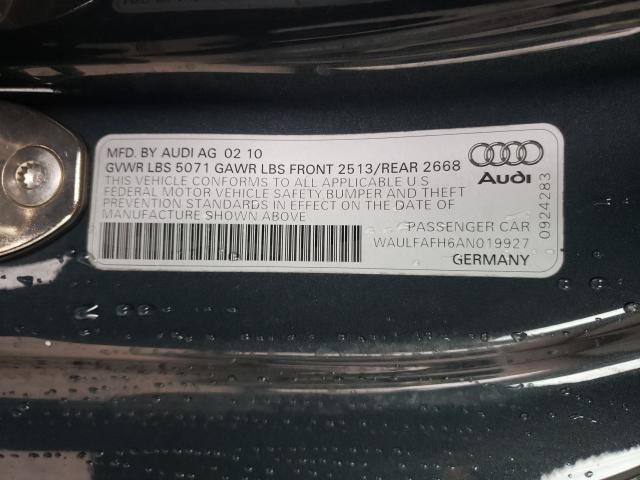 MFD. BY AUDI AG 02 10
GVWR LBS 5071 GAWR LBS FRONT 2513/REAR 2668
THIS VEHICLE CONFORMS TO ALL APPLICABLE U S
FEDERAL MOTOR VEHICLE SAFETY BUMPER AND THEFT
PREVENTION STANDARDS IN EFFECT ON THE DATE OF
MANUFACTURE SHOWN ABOVE
Audi
0924283
PASSENGER CAR
WAULFAFH6AN019927
GERMANY